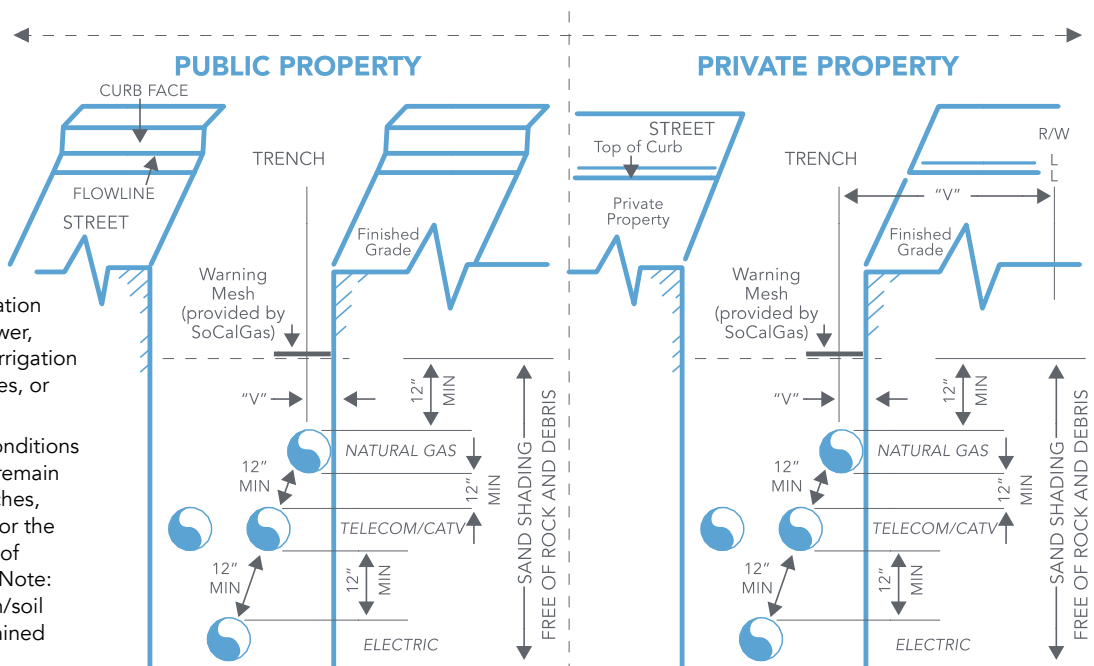 PUBLIC PROPERTY
CURB FACE
TRENCH
FLOWLINE
STREET
Finished
Grade
Warning
Mesh
(provided by
SoCalGas)
12”
MIN
“V”
NATURAL GAS
12”
MIN
12”
MIN
TELECOM/CATV
12”
MIN
12”
MIN
ELECTRIC
SAND SHADING
FREE OF ROCK AND DEBRIS
PRIVATE PROPERTY
STREET
Top of Curb
TRENCH
R/W
L
L
“V”
Private
Property
Finished
Grade
Warning
Mesh
(provided by
SoCalGas)
12”
MIN
“V”
NATURAL GAS
12”
MIN
12”
MIN
TELECOM/CATV
12”
MIN
12”
MIN
ELECTRIC
SAND SHADING
FREE OF ROCK AND DEBRIS
ation
wer,
rrigation
es, or
onditions
remain
ches,
or the
of
Note:
n/soil
ained